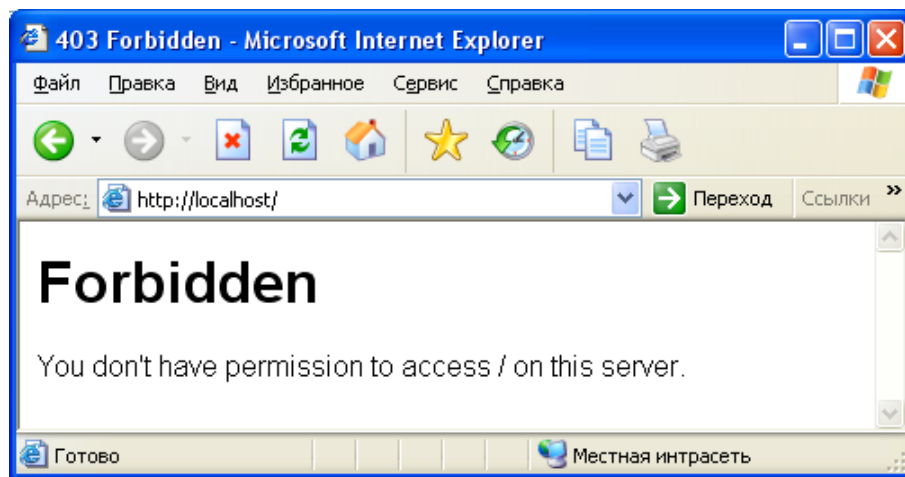 403 Forbidden - Microsoft Internet Explorer
Файл Правка Вид Избранное Сервис Справка
Адрес: http://localhost/ Переход Ссылки »
Forbidden
You don't have permission to access / on this server.
Готово Местная интрасеть